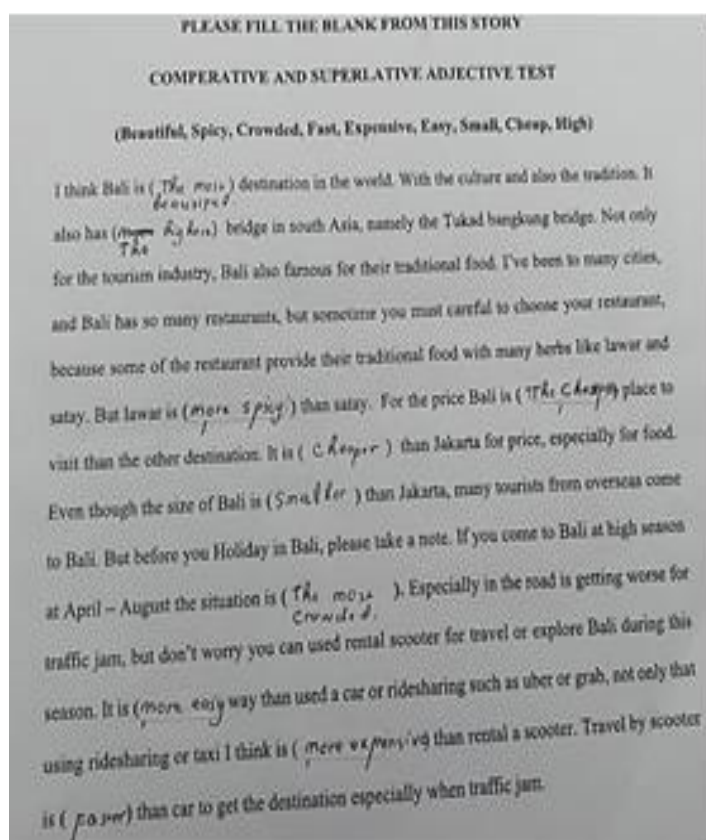 PLEASE FILL THE BLANK FROM THIS STORY
COMPERATIVE AND SUPERLATIVE ADJECTIVE TEST
(Beautiful, Spicy, Crowded, Fast, Expensive, Easy, Small, Cheap, High)
I think Bali is (The most) destination in the world. With the culture and also the tradition. It
also has ( ) bridge in south Asia, namely the Tukad bangkung bridge. Not only
The
for the tourism industry, Bali also famous for their traditional food. I've been to many cities,
and Bali has so many restaurants, but sometime you must careful to choose your restaurant,
because some of the restaurant provide their traditional food with many herbs like lawar and
satay. But lawar is (more spicy) than satay. For the price Bali is (The ) place to
visit than the other destination. It is (Cheaper) than Jakarta for price, especially for food.
Even though the size of Bali is (Smaller) than Jakarta, many tourists from overseas come
to Bali. But before you Holiday in Bali, please take a note. If you come to Bali at high season
at April – August the situation is (The most ). Especially in the road is getting worse for
Crowded.
traffic jam, but don't worry you can used rental scooter for travel or explore Bali during this
season. It is (more easy way than used a car or ridesharing such as uber or grab, not only that
using ridesharing or taxi I think is (more ) than rental a scooter. Travel by scooter
is ( ) than car to get the destination especially when traffic jam.